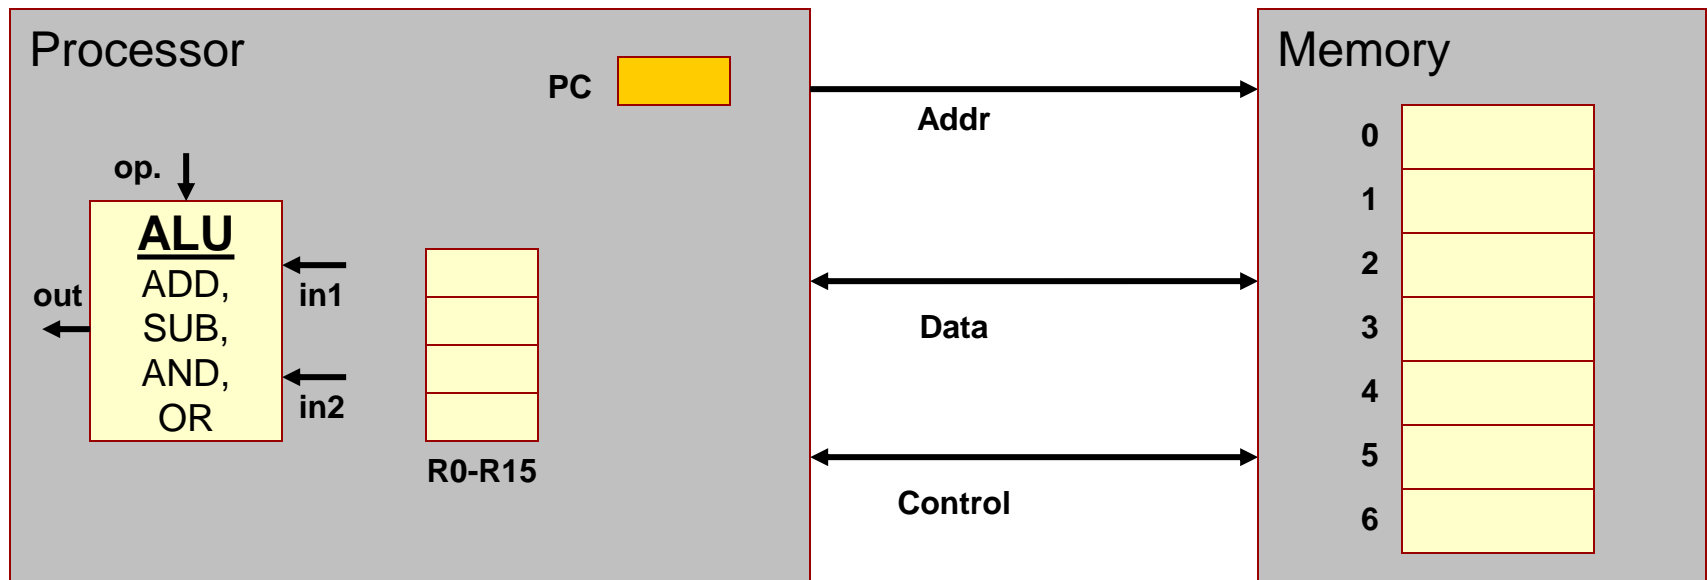 Processor
PC
op.
ALU
ADD,
SUB,
AND,
OR
out
in1
in2
R0-R15
Addr
Data
Control
Memory
0
1
2
3
4
5
6